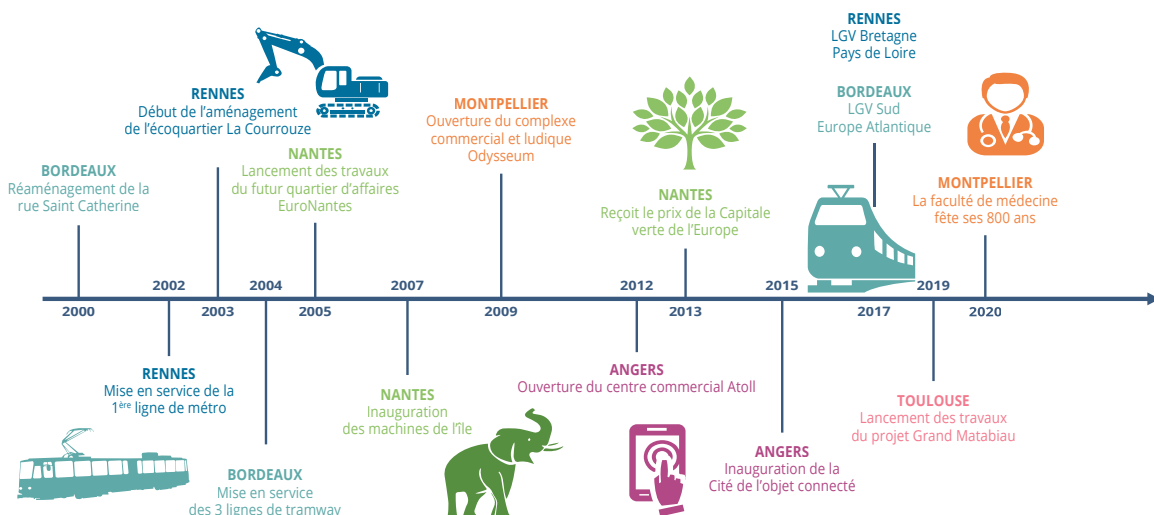 RENNES
LGV Bretagne
Pays de Loire
BORDEAUX
LGV Sud
Europe Atlantique
RENNES
Début de l'aménagement
de l'écoquartier La Courrouze
MONTPELLIER
Ouverture du complexe
commercial et ludique
Odysseum
NANTES
Lancement des travaux
du futur quartier d'affaires
EuroNantes
BORDEAUX
Réaménagement de la
rue Saint Catherine
NANTES
Reçoit le prix de la Capitale
verte de l'Europe
MONTPELLIER
La faculté de médecine
fête ses 800 ans
2002 2004 2007 2012 2015 2019
2000 2003 2005 2009 2013 2017 2020
RENNES
Mise en service de la
1ère ligne de métro
NANTES
Inauguration
des machines de l'île
ANGERS
Ouverture du centre commercial Atoll
TOULOUSE
Lancement des travaux
du projet Grand Matabiau
BORDEAUX
Mise en service
des 3 lignes de tramway
ANGERS
Inauguration de la
Cité de l'objet connecté